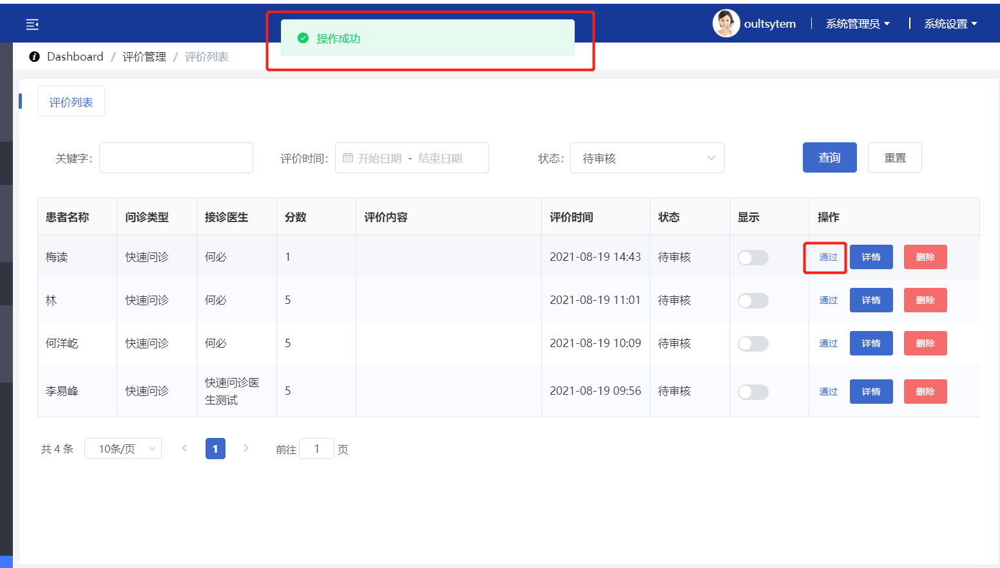 操作成功
oultsytem 系统管理员 系统设置
Dashboard / 评价管理 / 评价列表
评价列表
关键字: 评价时间: 开始日期 - 结束日期 状态: 待审核 查询 重置
患者名称 问诊类型 接诊医生 分数 评价内容 评价时间 状态 显示 操作
梅读 快速问诊 何必 1 2021-08-19 14:43 待审核 通过 详情 删除
林 快速问诊 何必 5 2021-08-19 11:01 待审核 通过 详情 删除
何洋屹 快速问诊 何必 5 2021-08-19 10:09 待审核 通过 详情 删除
李易峰 快速问诊 快速问诊医
生测试 5 2021-08-19 09:56 待审核 通过 详情 删除
共 4 条 10条/页 1 前往 1 页